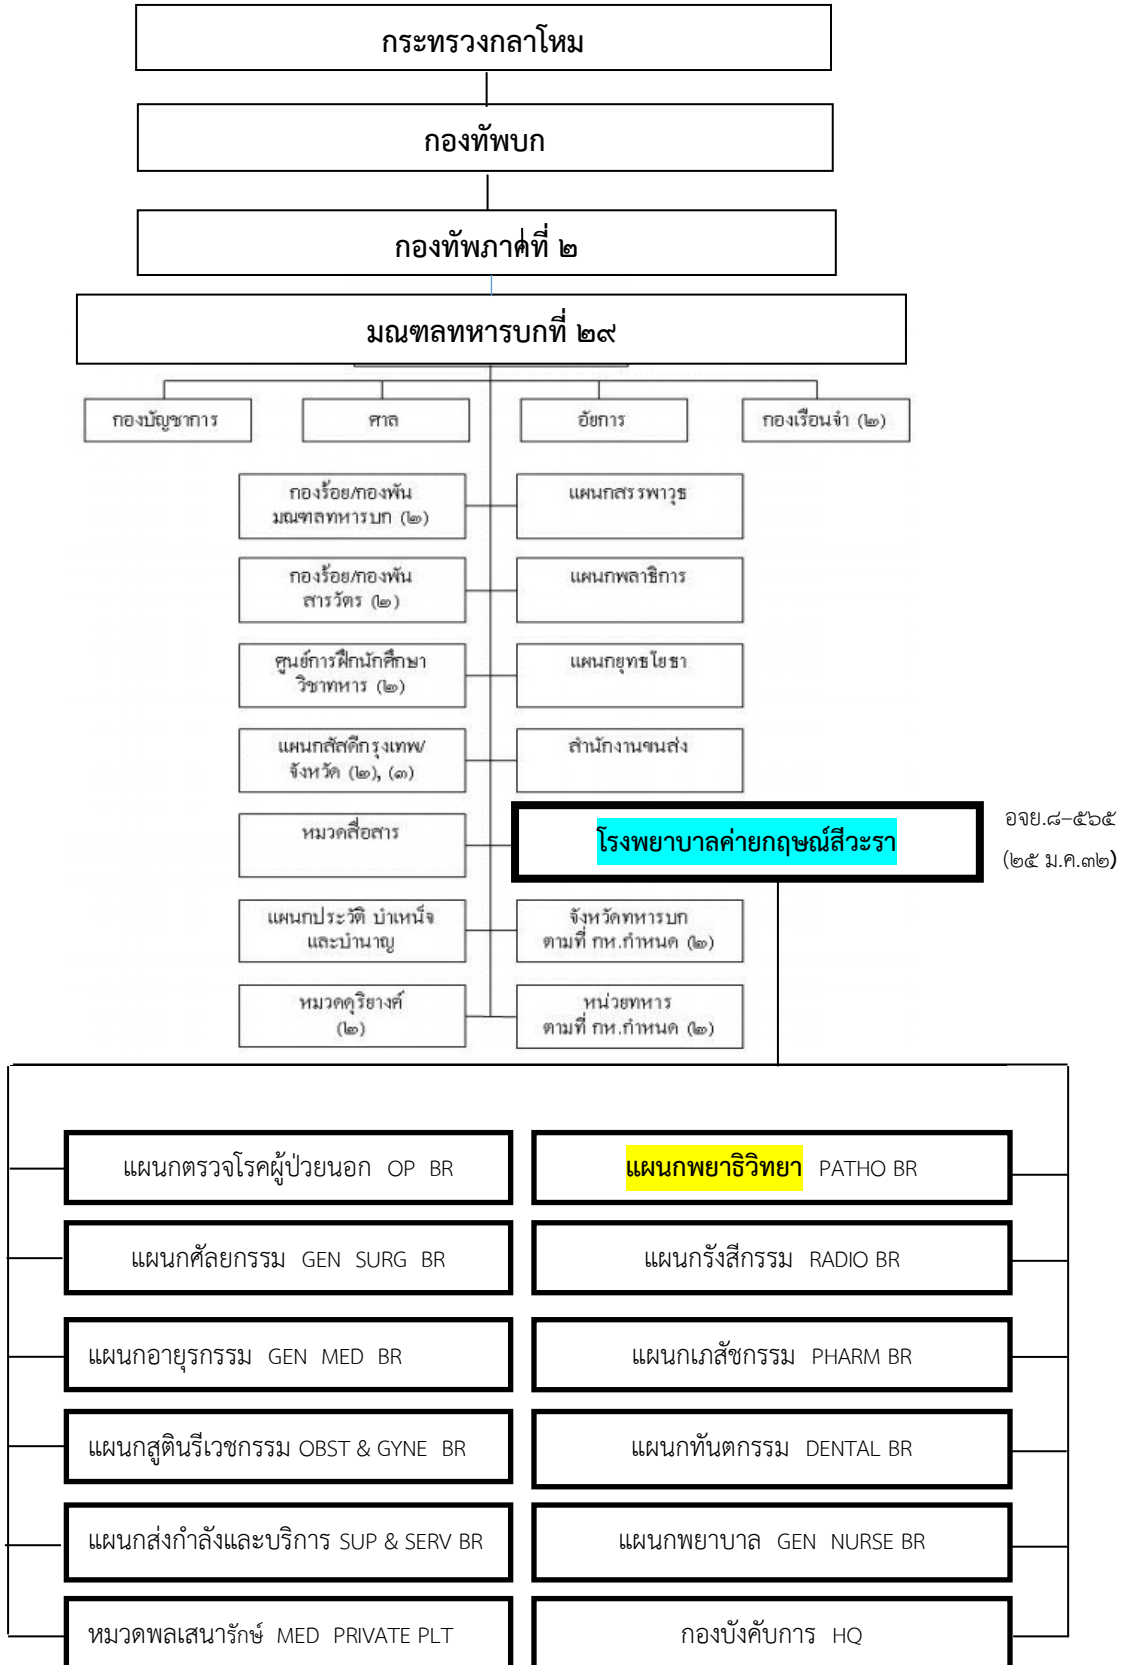 กระทรวงกลาโหม
กองทัพบก
กองทัพภาคที่ ๒
มณฑลทหารบกที่ ๒๙
กองบัญชาการ
ศาล
อัยการ
กองเรือนจำ (๒)
กองร้อย/กองพัน
มณฑลทหารบก (๒)
แผนกสรรพาวุธ
กองร้อย/กองพัน
สารวัตร (๒)
แผนกพลาธิการ
ศูนย์การฝึกนักศึกษา
วิชาทหาร (๒)
แผนกยุทธโยธา
แผนกสัสดีกรุงเทพ/
จังหวัด (๒), (๓)
สำนักงานขนส่ง
หมวดสื่อสาร
โรงพยาบาลค่ายกฤษณ์สีวะรา
อจย.๘-๕๖๕
(๒๕ ม.ค.๓๒)
แผนกประวัติ บำเหน็จ
และบำนาญ
จังหวัดทหารบก
ตามที่ กห.กำหนด (๒)
หมวดดุริยางค์
(๒)
หน่วยทหาร
ตามที่ กห.กำหนด (๒)
แผนกตรวจโรคผู้ป่วยนอก OP BR
แผนกพยาธิวิทยา PATHO BR
แผนกศัลยกรรม GEN SURG BR
แผนกรังสีกรรม RADIO BR
แผนกอายุรกรรม GEN MED BR
แผนกเภสัชกรรม PHARM BR
แผนกสูตินรีเวชกรรม OBST & GYNE BR
แผนกทันตกรรม DENTAL BR
แผนกส่งกำลังและบริการ SUP & SERV BR
แผนกพยาบาล GEN NURSE BR
หมวดพลเสนารักษ์ MED PRIVATE PLT
กองบังคับการ HQ